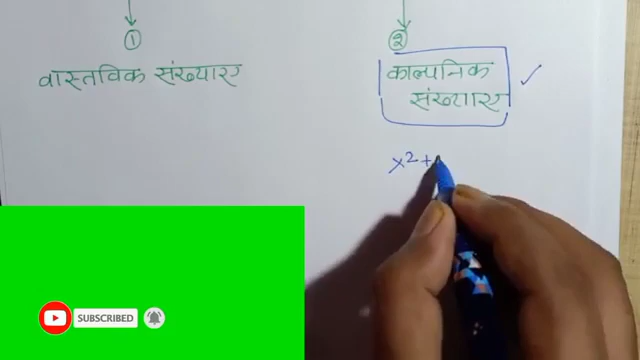 ①
②
वास्तविक संख्याए
काल्पनिक
संख्याए
x² +
SUBSCRIBED